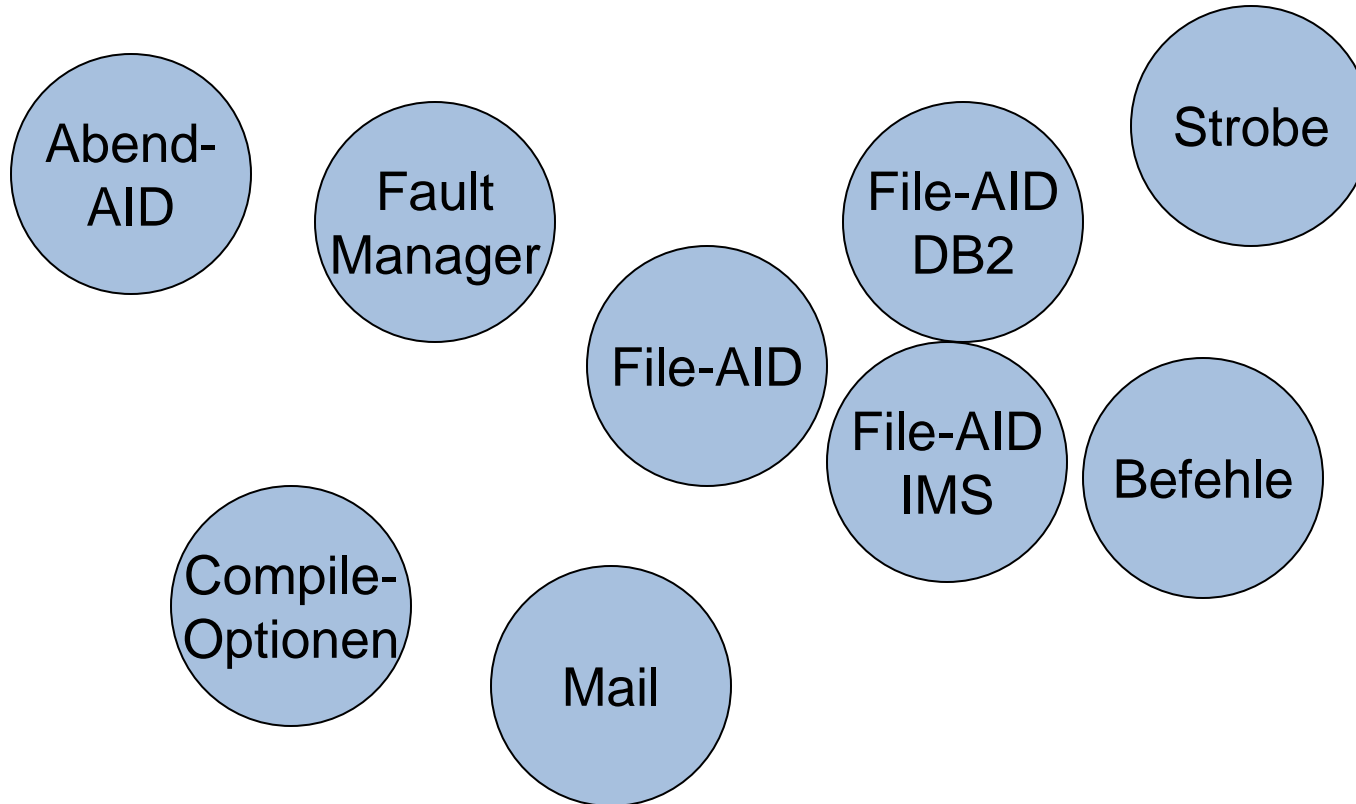 Abend-
AID
Fault
Manager
File-AID
File-AID
DB2
Strobe
File-AID
IMS
Befehle
Compile-
Optionen
Mail